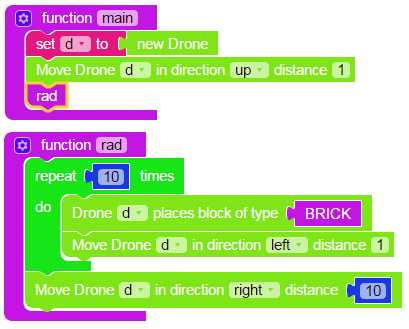 function main
set d to new Drone
Move Drone d in direction up distance 1
rad
function rad
repeat 10 times
do
Drone d places block of type BRICK
Move Drone d in direction left distance 1
Move Drone d in direction right distance 10